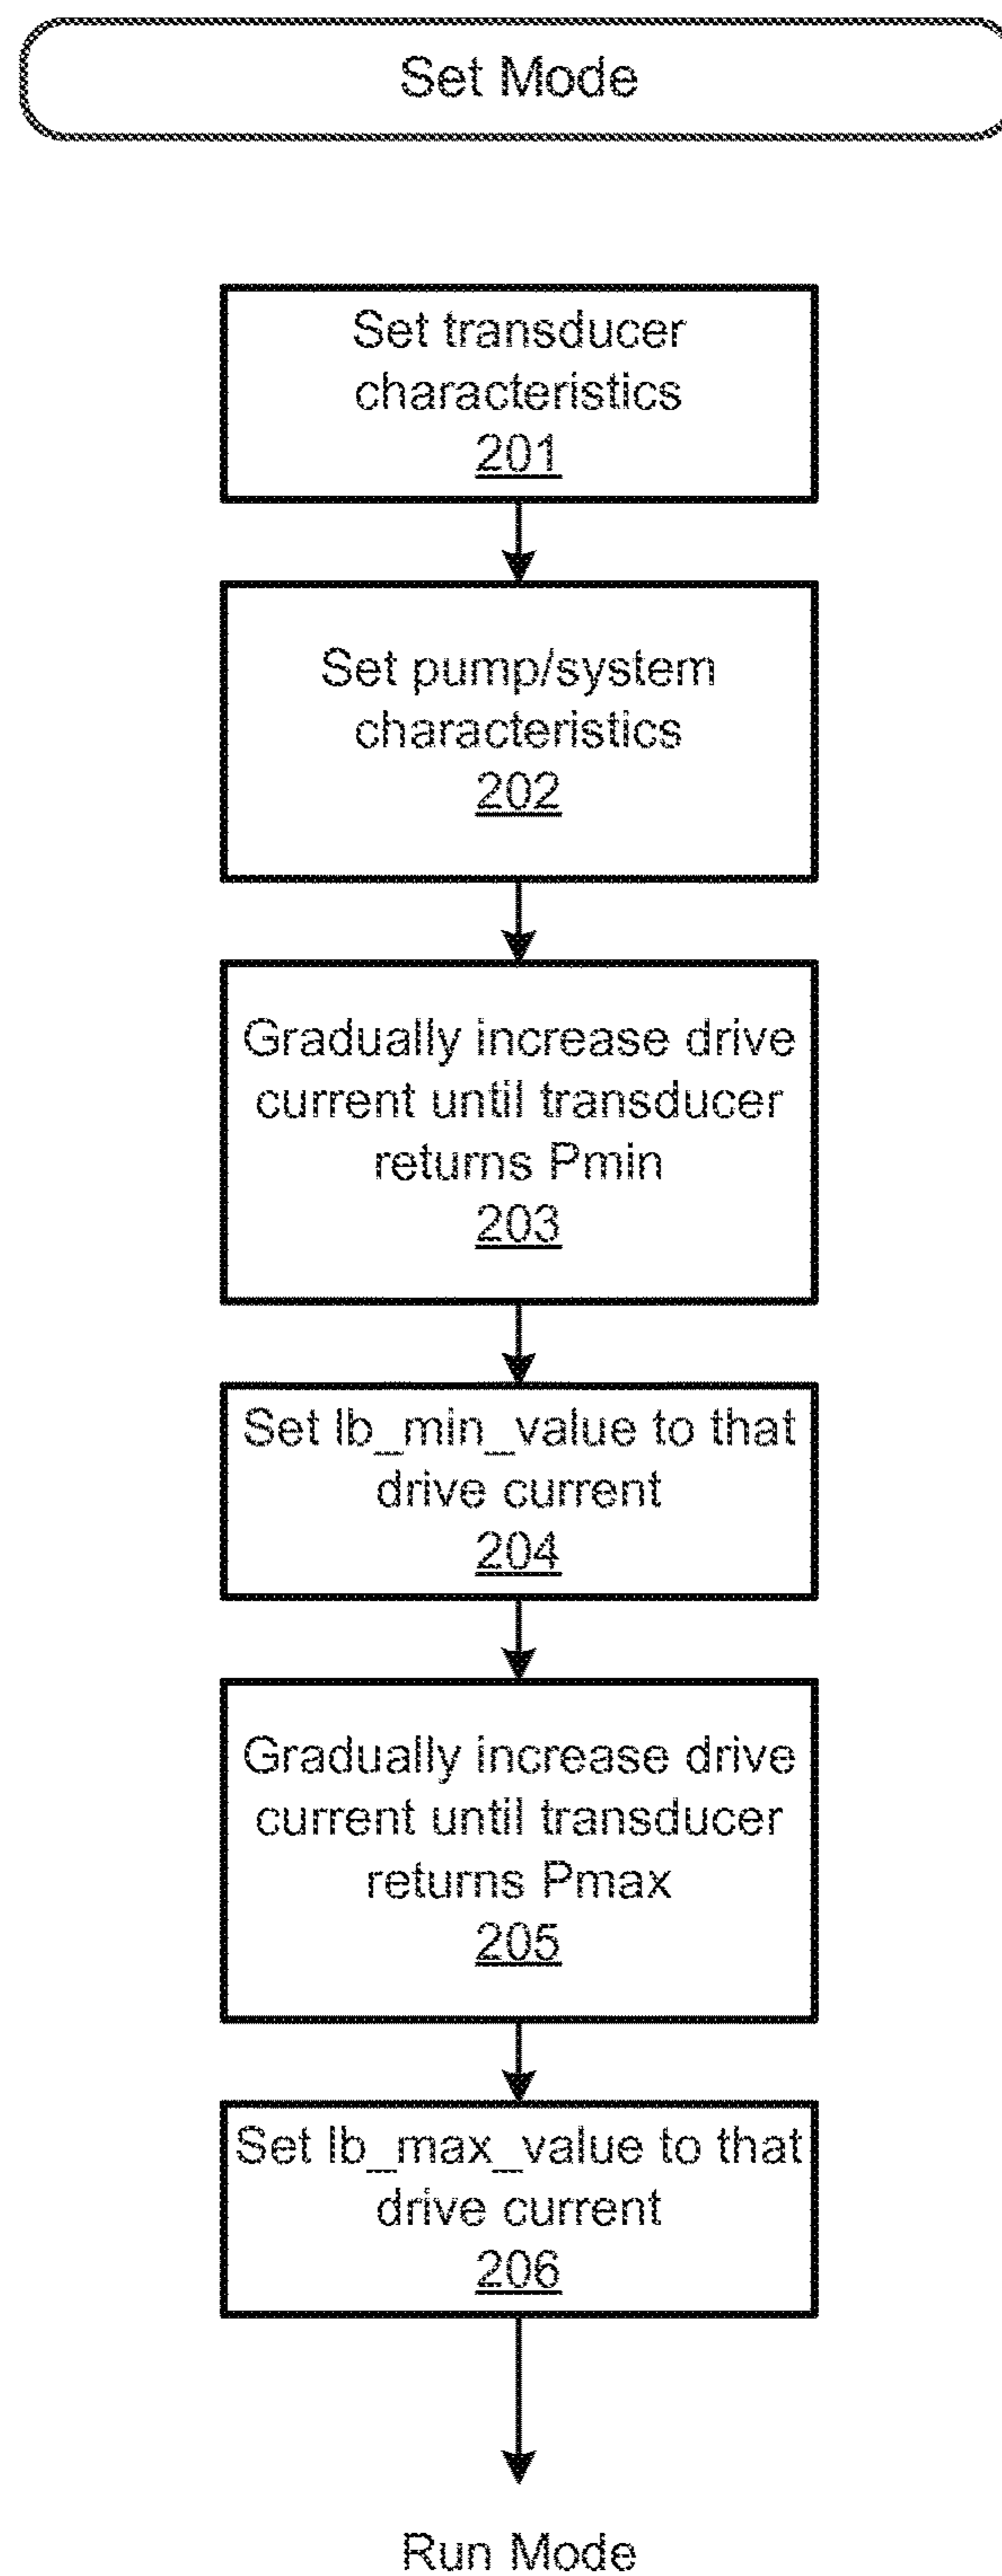 Set Mode
Set transducer
characteristics
201
Set pump/system
characteristics
202
Gradually increase drive
current until transducer
returns Pmin
203
Set lb_min_value to that
drive current
204
Gradually increase drive
current until transducer
returns Pmax
205
Set lb_max_value to that
drive current
206
Run Mode